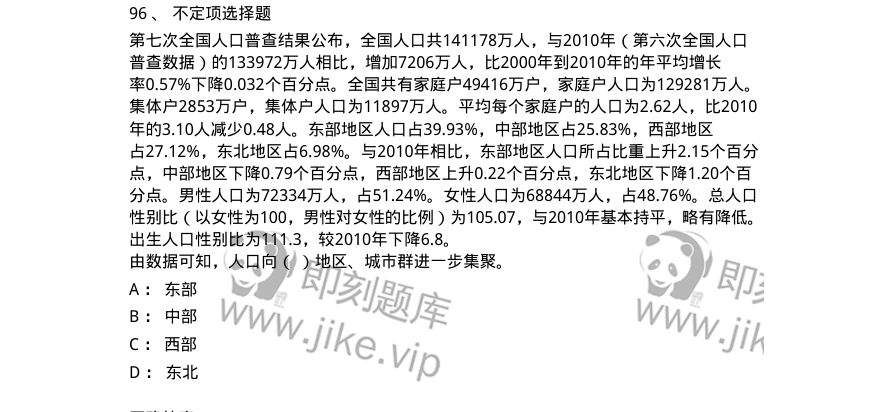 96 、 不定项选择题
第七次全国人口普查结果公布，全国人口共141178万人，与2010年（第六次全国人口
普查数据）的133972万人相比，增加7206万人，比2000年到2010年的年平均增长
率0.57%下降0.032个百分点。全国共有家庭户49416万户，家庭户人口为129281万人。
集体户2853万户，集体户人口为11897万人。平均每个家庭户的人口为2.62人，比2010
年的3.10人减少0.48人。东部地区人口占39.93%，中部地区占25.83%，西部地区
占27.12%，东北地区占6.98%。与2010年相比，东部地区人口所占比重上升2.15个百分
点，中部地区下降0.79个百分点，西部地区上升0.22个百分点，东北地区下降1.20个百
分点。男性人口为72334万人，占51.24%。女性人口为68844万人，占48.76%。总人口
性别比（以女性为100，男性对女性的比例）为105.07，与2010年基本持平，略有降低。
出生人口性别比为111.3，较2010年下降6.8。
由数据可知，人口向（ ）地区、城市群进一步集聚。
A ： 东部
B ： 中部
C ： 西部
D ： 东北
即刻题库
www.jike.vip
即刻
www.jik